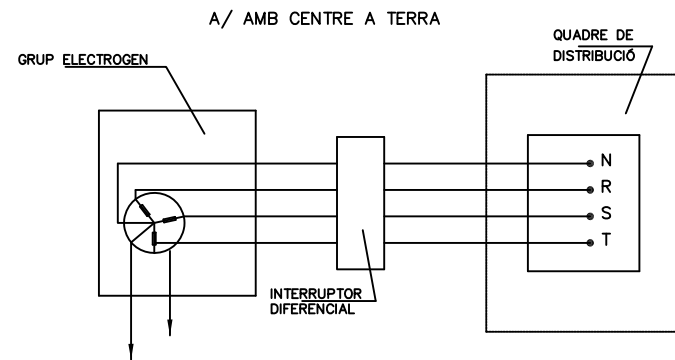 A/ AMB CENTRE A TERRA
GRUP ELECTROGEN
QUADRE DE
DISTRIBUCIÓ
N
R
S
T
INTERRUPTOR
DIFERENCIAL